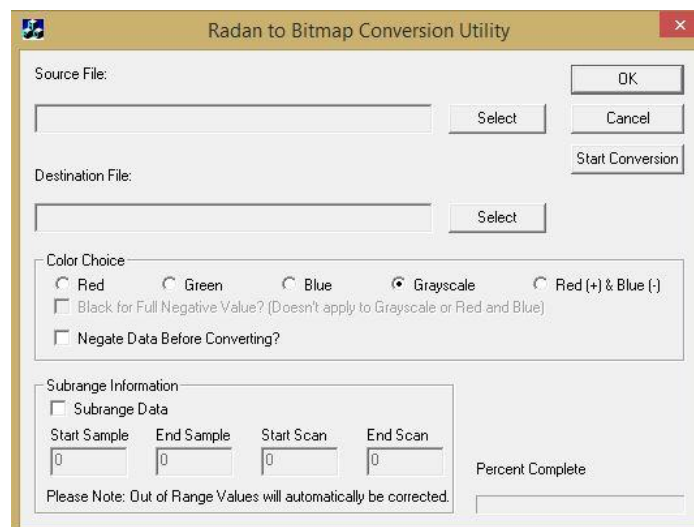 Radan to Bitmap Conversion Utility
Source File:
OK
Select
Cancel
Start Conversion
Destination File:
Select
Color Choice
Red Green Blue Grayscale Red (+) & Blue (-)
Black for Full Negative Value? (Doesn't apply to Grayscale or Red and Blue)
Negate Data Before Converting?
Subrange Information
Subrange Data
Start Sample End Sample Start Scan End Scan
0 0 0 0
Percent Complete
Please Note: Out of Range Values will automatically be corrected.